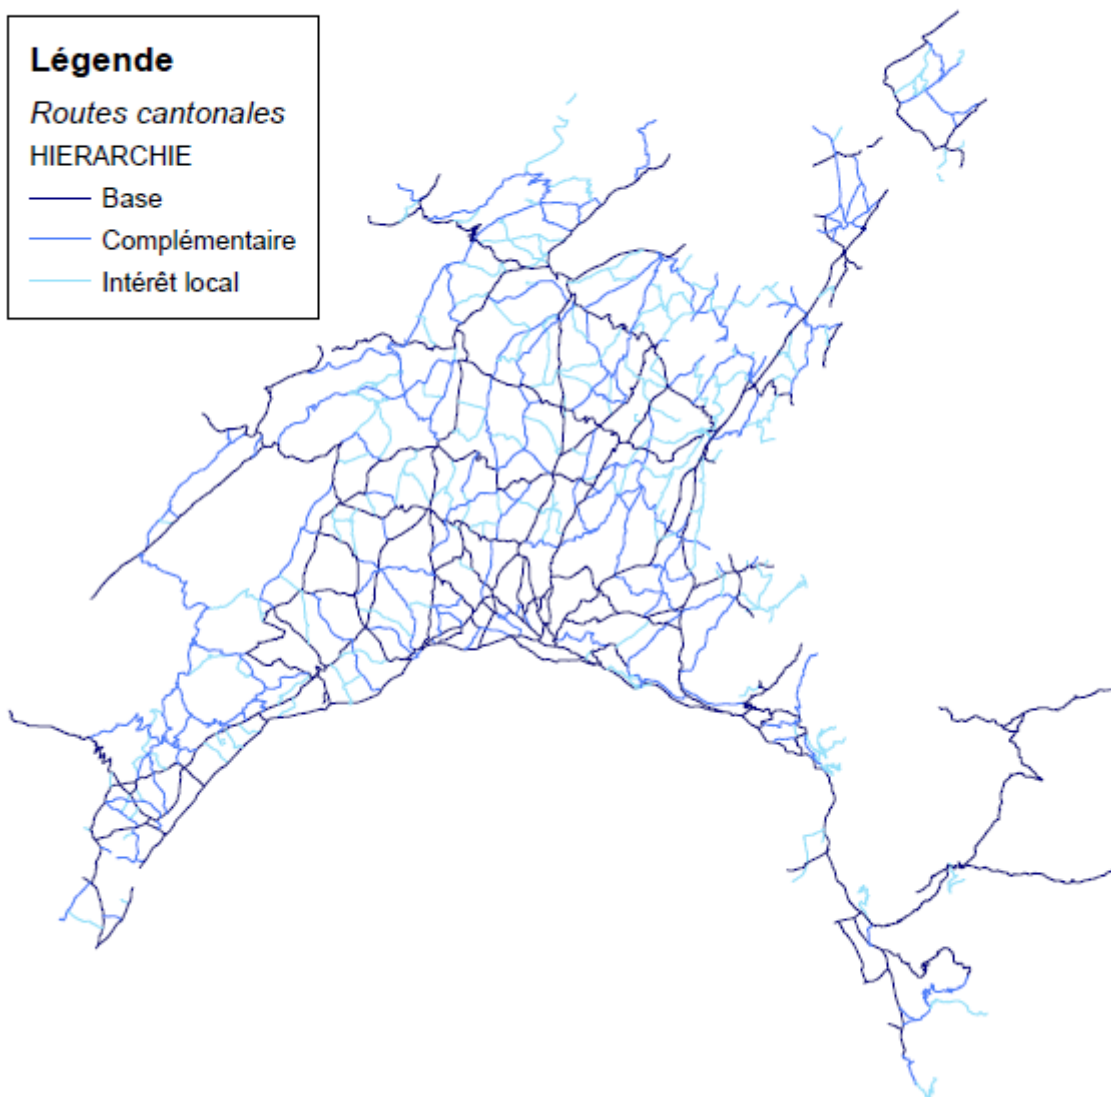 Légende
Routes cantonales
HIERARCHIE
Base
Complémentaire
Intérêt local